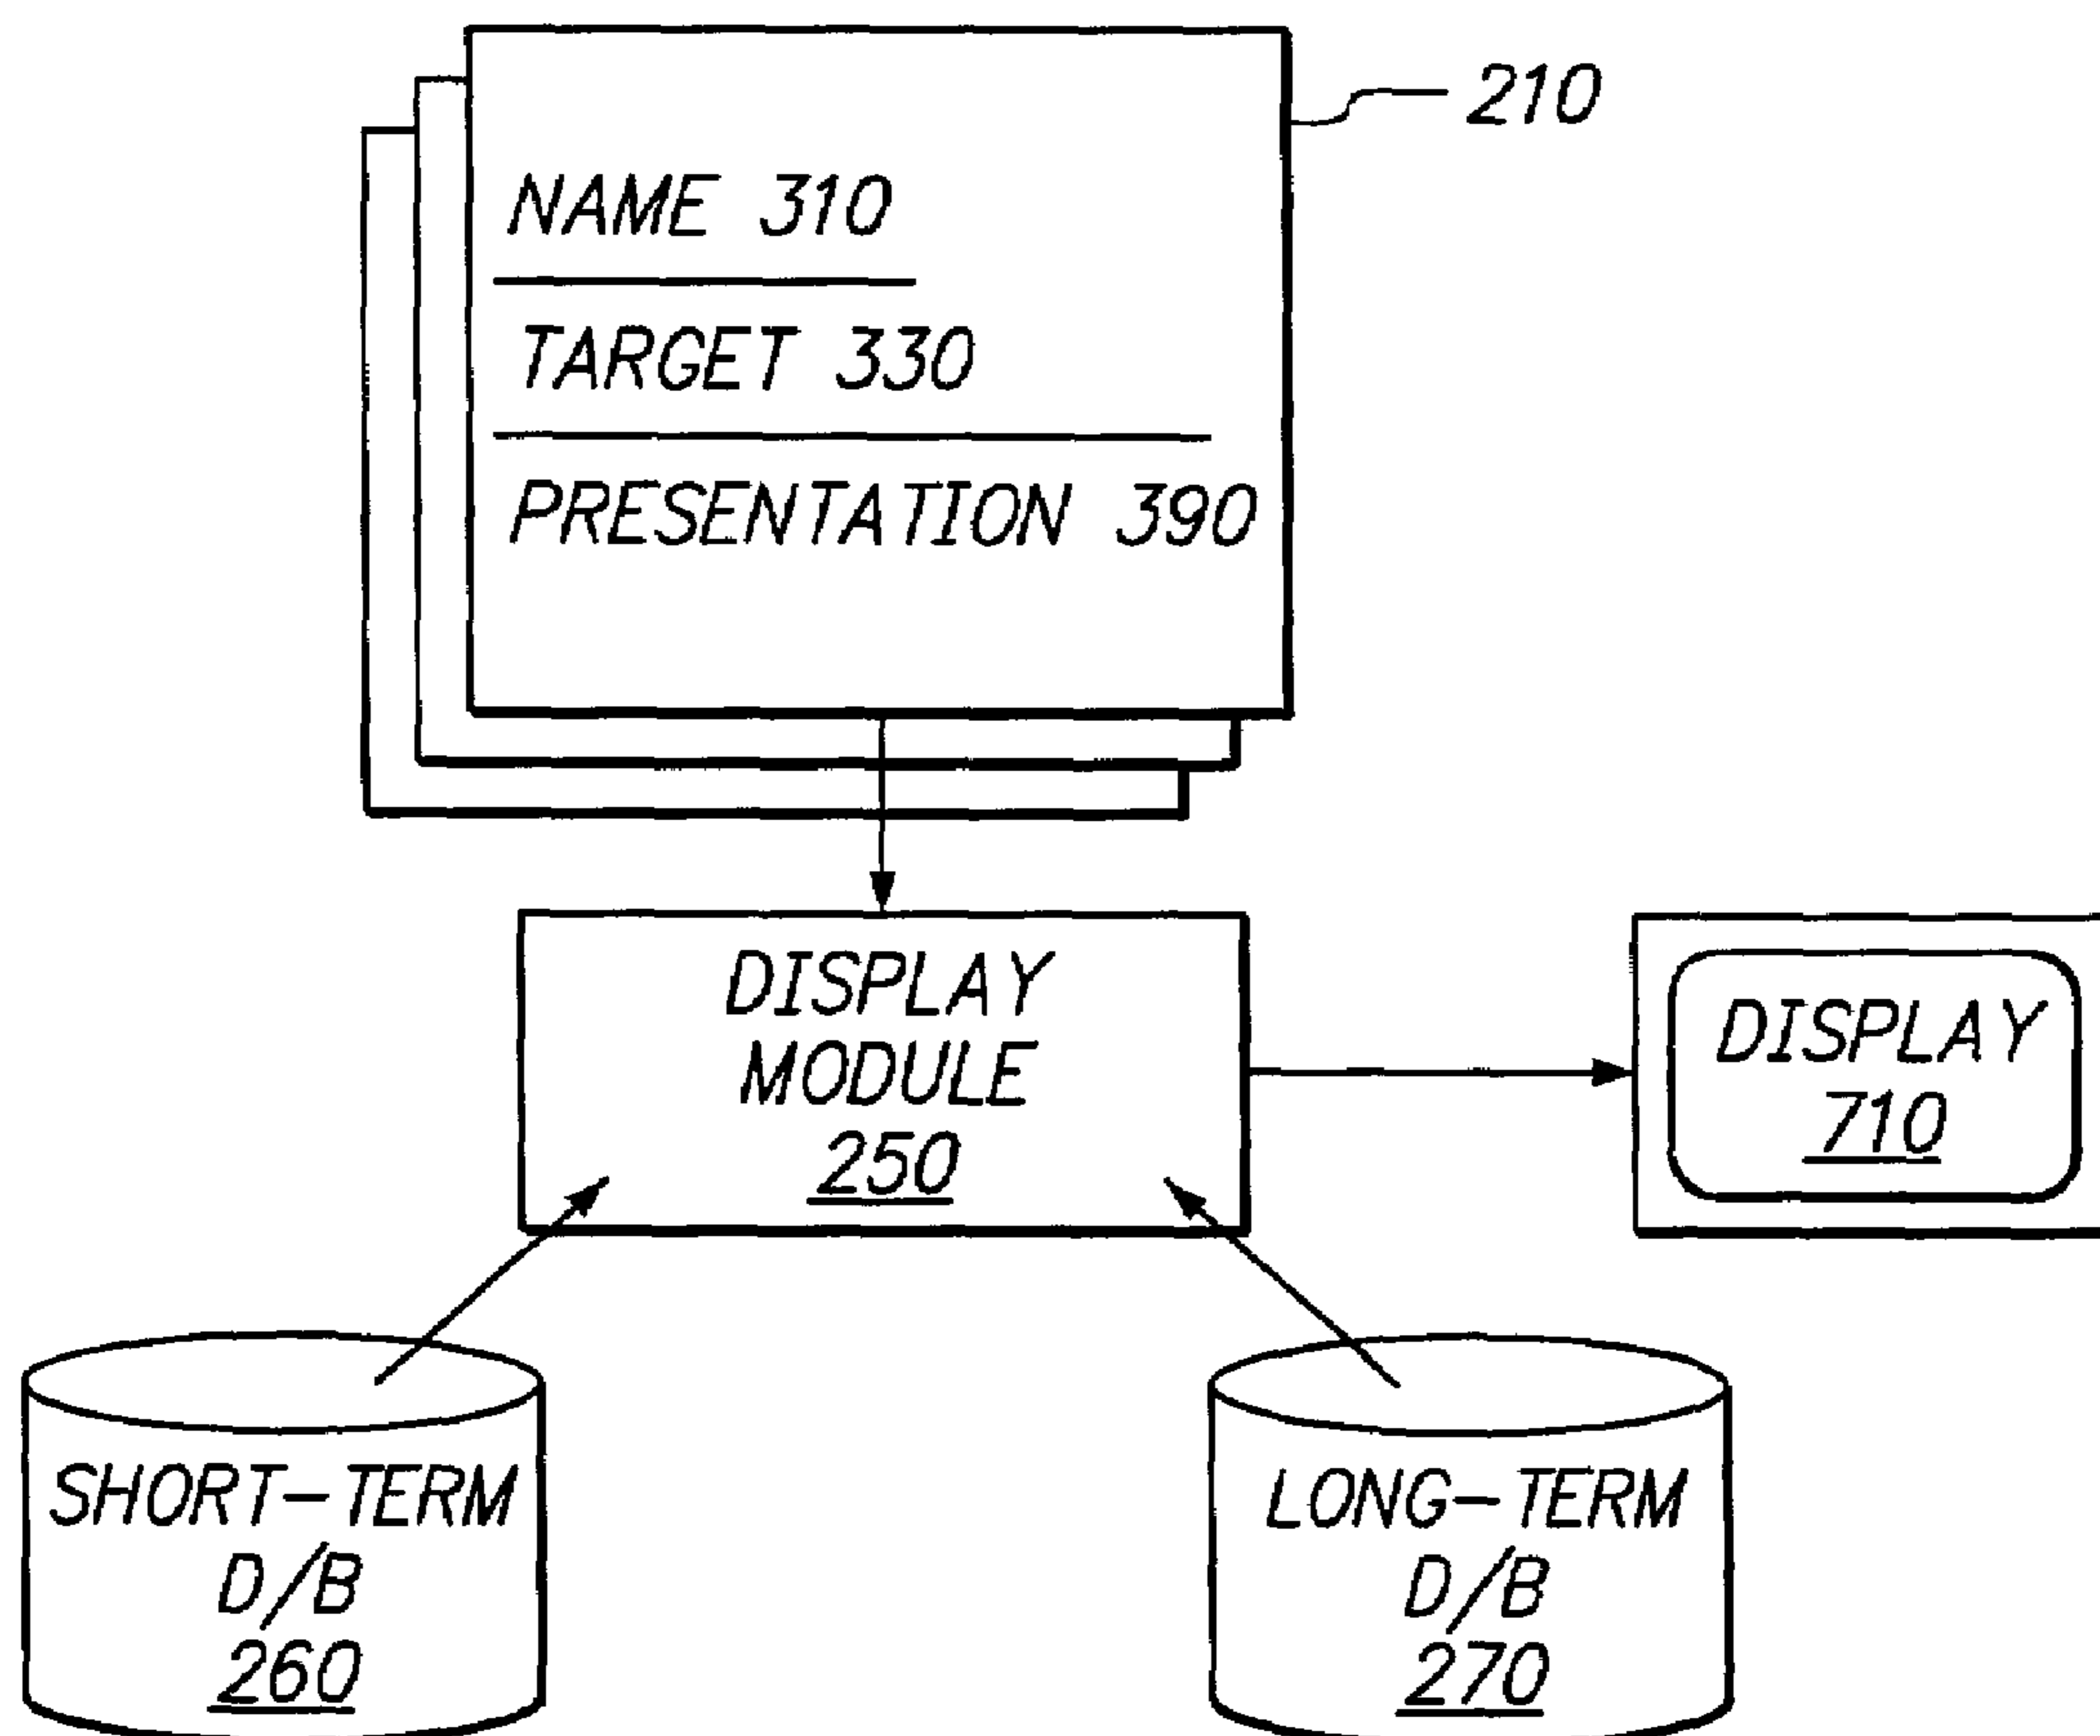 210
NAME 310
TARGET 330
PRESENTATION 390
DISPLAY
MODULE
250
DISPLAY
710
SHORT-TERM
D/B
260
LONG-TERM
D/B
270